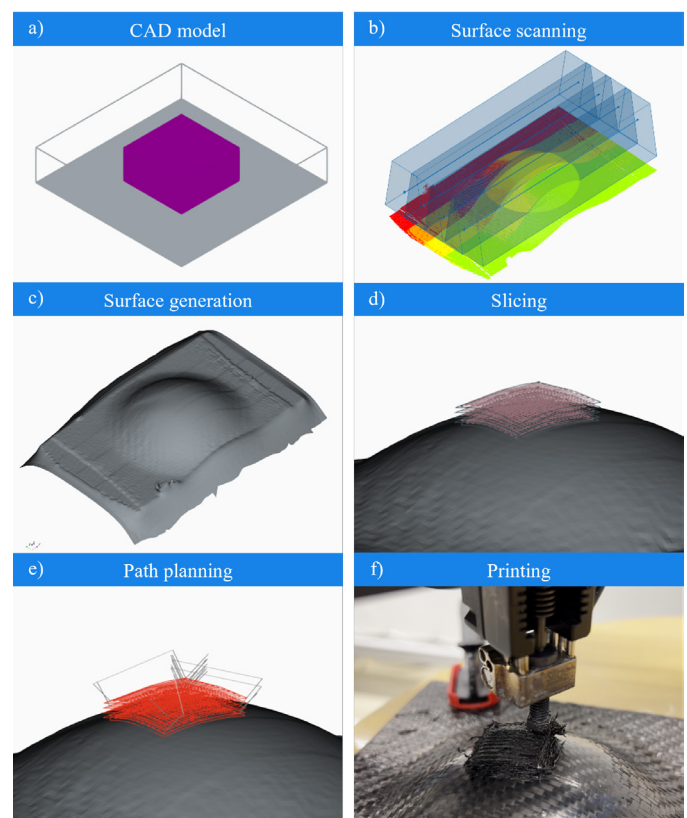 a) CAD model
b) Surface scanning
c) Surface generation
d) Slicing
e) Path planning
f) Printing